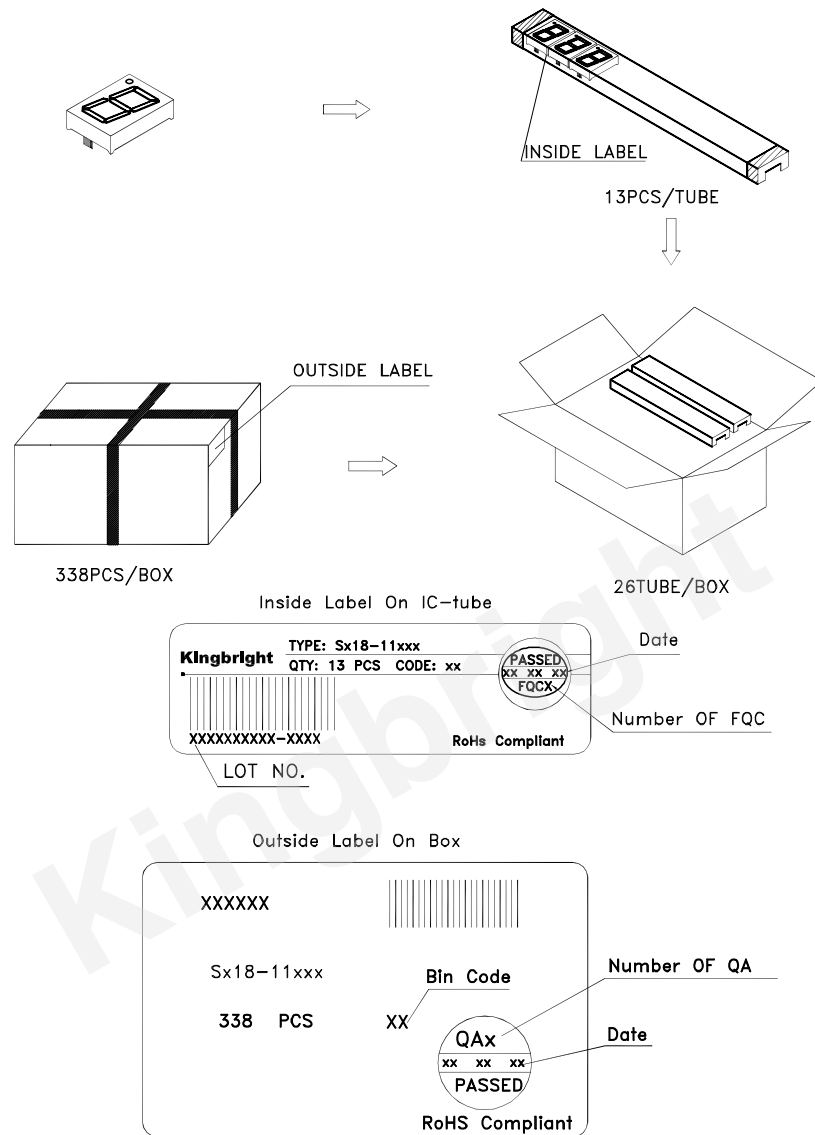 INSIDE LABEL
13PCS/TUBE
OUTSIDE LABEL
338PCS/BOX
26TUBE/BOX
Inside Label On IC-tube
Kingbright
TYPE: Sx18-11xxx
QTY: 13 PCS CODE: xx
PASSED
xx xx xx
FQCX
Date
Number OF FQC
XXXXXXXXXX-XXXX
RoHs Compliant
LOT NO.
Outside Label On Box
XXXXXX
Sx18-11xxx
Bin Code
Number OF QA
338 PCS
XX
QAx
xx xx xx
PASSED
Date
RoHS Compliant
Kingbright